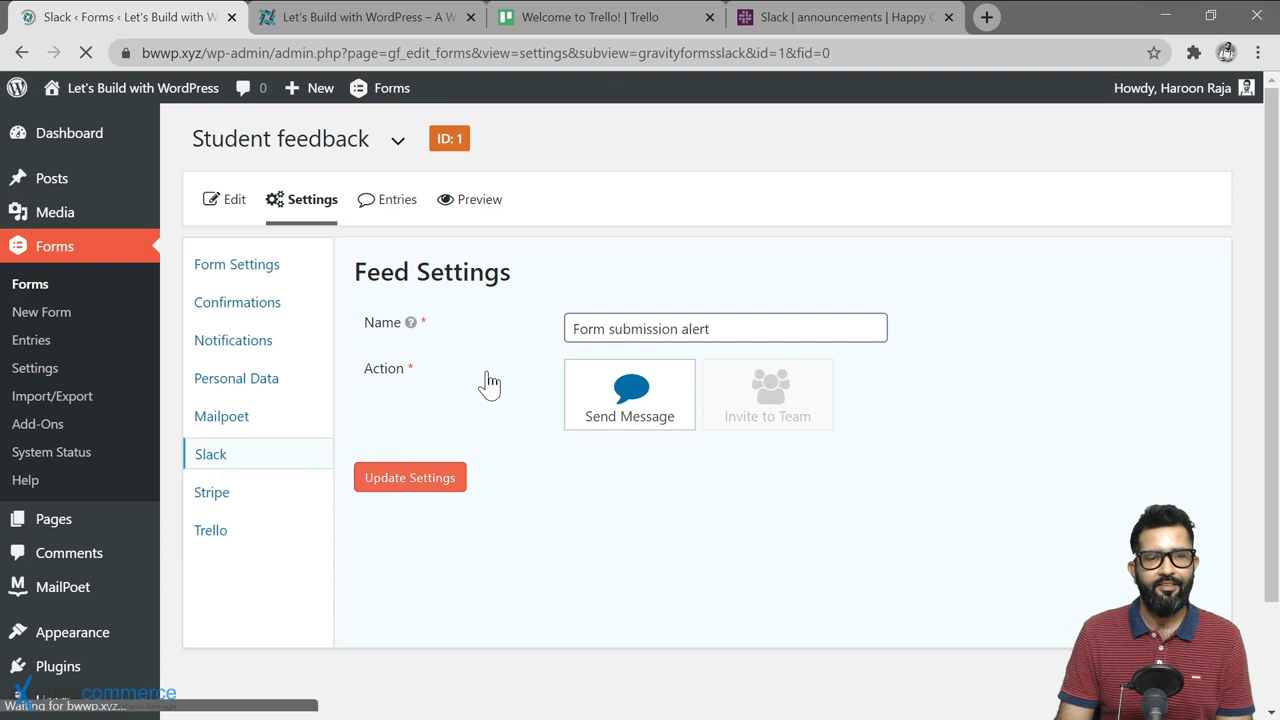 Slack ‹ Forms ‹ Let's Build with W
Let's Build with WordPress – A W
Welcome to Trello! | Trello
Slack | announcements | Happy C
bwwp.xyz/wp-admin/admin.php?page=gf_edit_forms&view=settings&subview=gravityformsslack&id=1&fid=0
Let's Build with WordPress
0
New
Forms
Howdy, Haroon Raja
Dashboard
Posts
Media
Forms
Forms
New Form
Entries
Settings
Import/Export
Add-Ons
System Status
Help
Pages
Comments
MailPoet
Appearance
Plugins
Student feedback
ID: 1
Edit
Settings
Entries
Preview
Form Settings
Confirmations
Notifications
Personal Data
Mailpoet
Slack
Stripe
Trello
Feed Settings
Name ? *
Form submission alert
Action *
Send Message
Invite to Team
Update Settings
commerce
Waiting for bwwp.xyz...